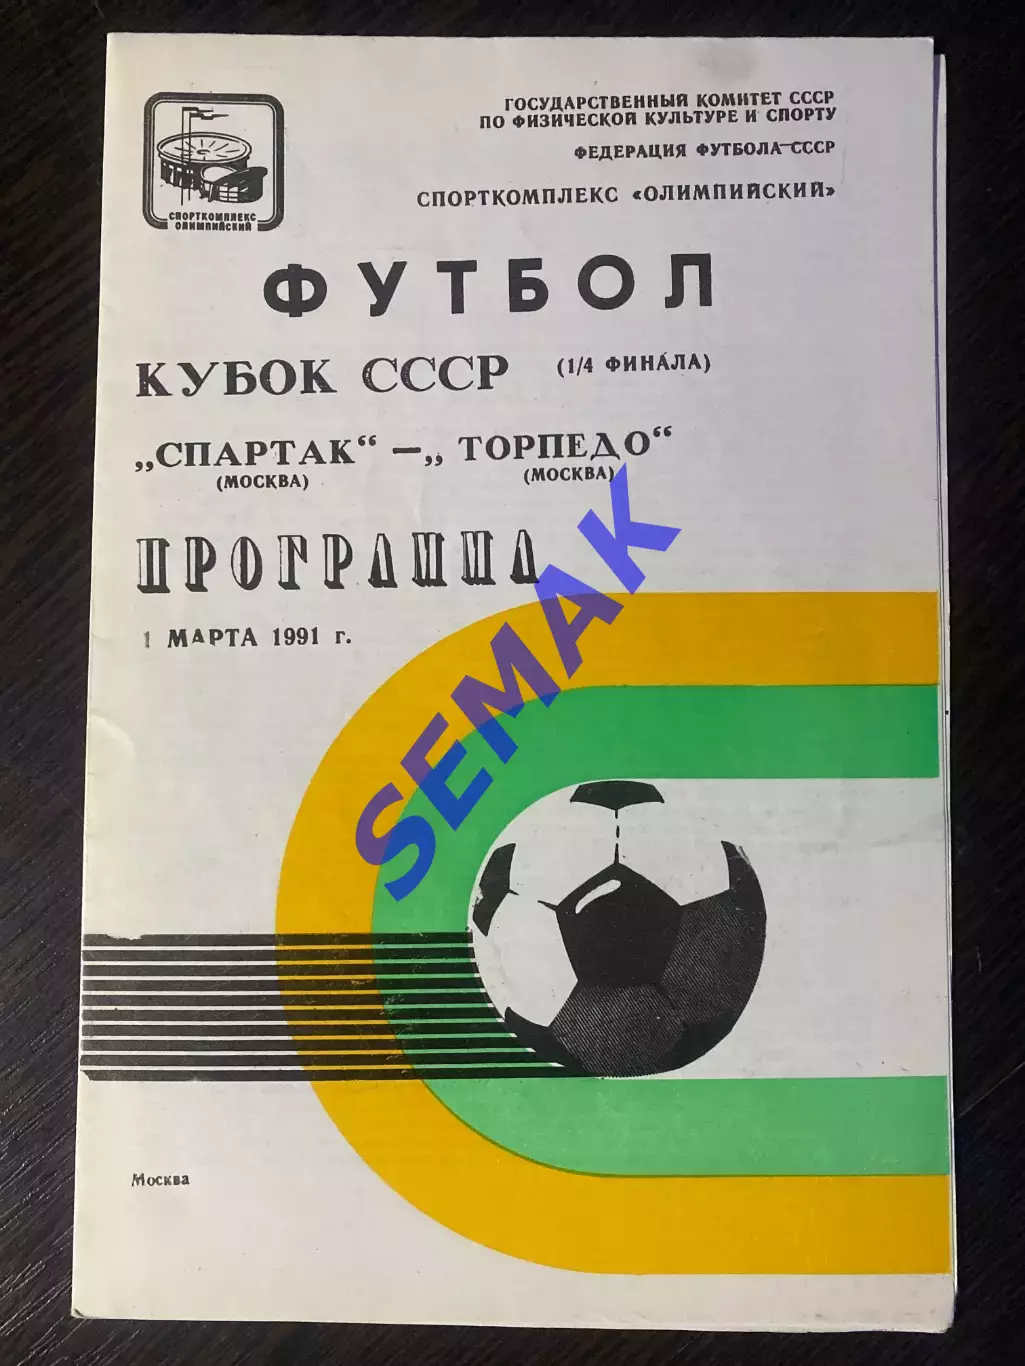 СПОРТКОМПЛЕКС
ОЛИМПИЙСКИЙ
ГОСУДАРСТВЕННЫЙ КОМИТЕТ СССР
ПО ФИЗИЧЕСКОЙ КУЛЬТУРЕ И СПОРТУ
ФЕДЕРАЦИЯ ФУТБОЛА СССР
СПОРТКОМПЛЕКС «ОЛИМПИЙСКИЙ»
ФУТБОЛ
КУБОК СССР (1/4 ФИНАЛА)
„СПАРТАК“ — „ТОРПЕДО“
(МОСКВА) (МОСКВА)
ПРОГРАММА
1 МАРТА 1991 г.
SEMAK
Москва